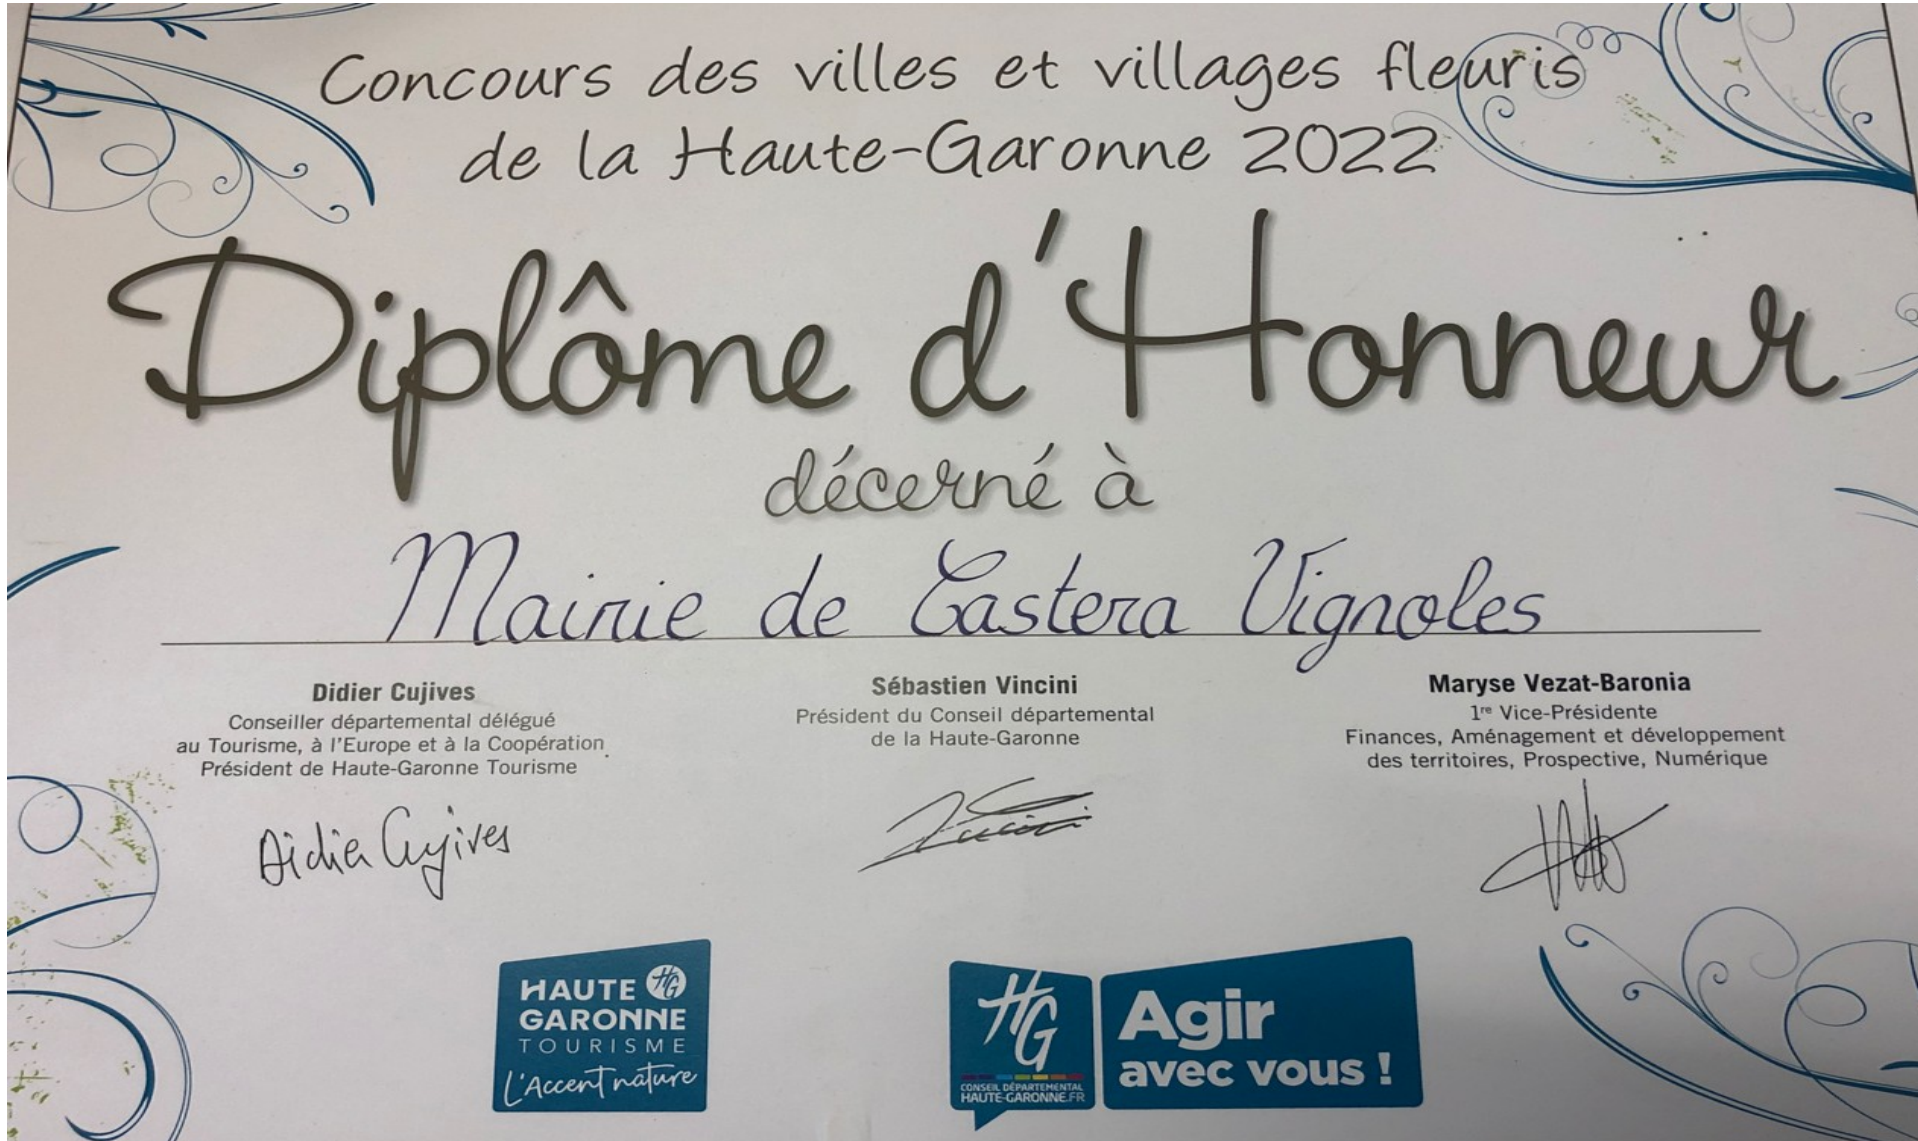 Concours des villes et villages fleuris
de la Haute-Garonne 2022
Diplôme d'Honneur
décerné à
Mairie de Castera Vignoles
Didier Cujives
Conseiller départemental délégué
au Tourisme, à l'Europe et à la Coopération
Président de Haute-Garonne Tourisme
Didier Cujives
Sébastien Vincini
Président du Conseil départemental
de la Haute-Garonne
Maryse Vezat-Baronia
1re Vice-Présidente
Finances, Aménagement et développement
des territoires, Prospective, Numérique
HAUTE HG
GARONNE
TOURISME
L'Accent nature
HG
CONSEIL DÉPARTEMENTAL
HAUTE-GARONNE.FR
Agir
avec vous !